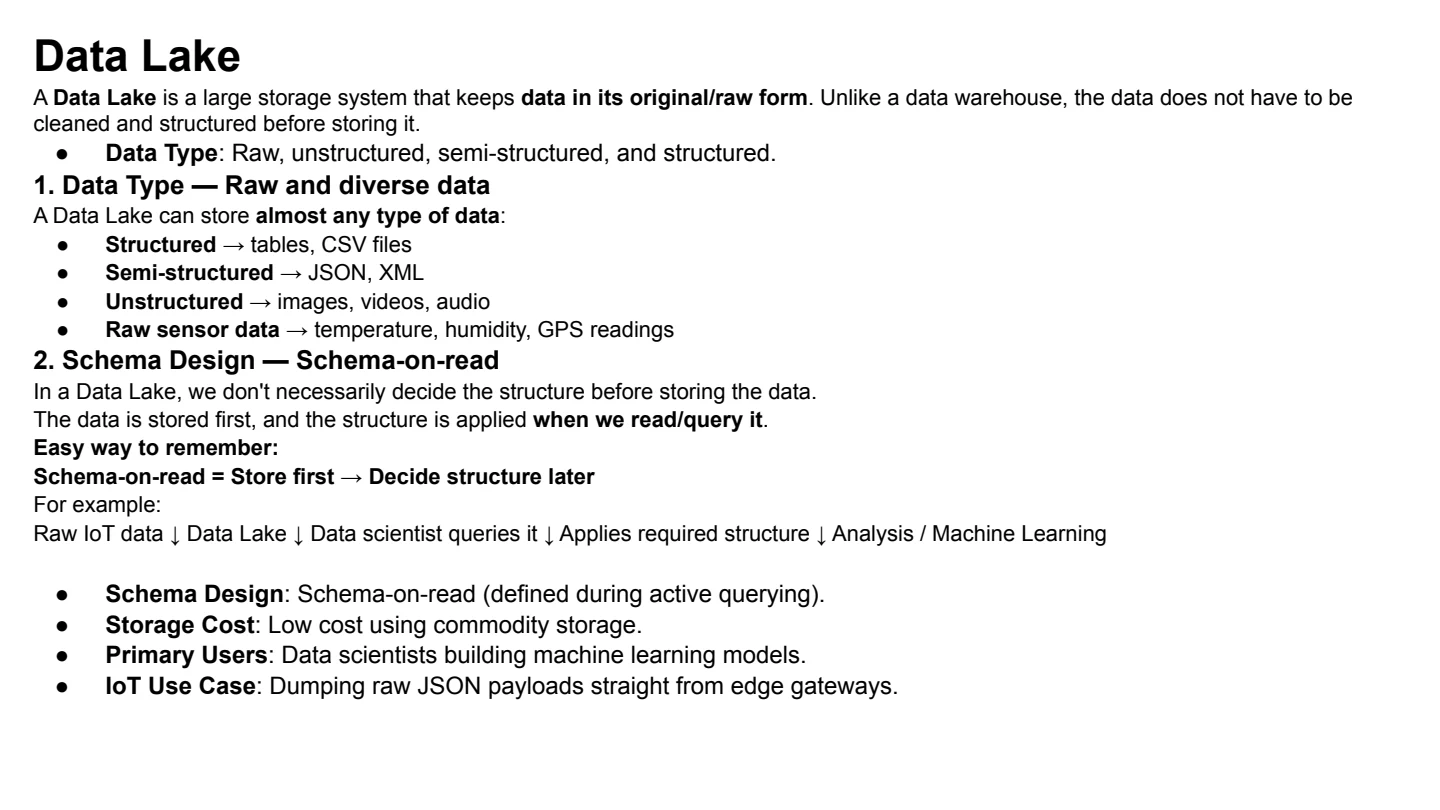 Data Lake
A Data Lake is a large storage system that keeps data in its original/raw form. Unlike a data warehouse, the data does not have to be
cleaned and structured before storing it.
● Data Type: Raw, unstructured, semi-structured, and structured.
1. Data Type — Raw and diverse data
A Data Lake can store almost any type of data:
● Structured → tables, CSV files
● Semi-structured → JSON, XML
● Unstructured → images, videos, audio
● Raw sensor data → temperature, humidity, GPS readings
2. Schema Design — Schema-on-read
In a Data Lake, we don't necessarily decide the structure before storing the data.
The data is stored first, and the structure is applied when we read/query it.
Easy way to remember:
Schema-on-read = Store first → Decide structure later
For example:
Raw IoT data ↓ Data Lake ↓ Data scientist queries it ↓ Applies required structure ↓ Analysis / Machine Learning
● Schema Design: Schema-on-read (defined during active querying).
● Storage Cost: Low cost using commodity storage.
● Primary Users: Data scientists building machine learning models.
● IoT Use Case: Dumping raw JSON payloads straight from edge gateways.